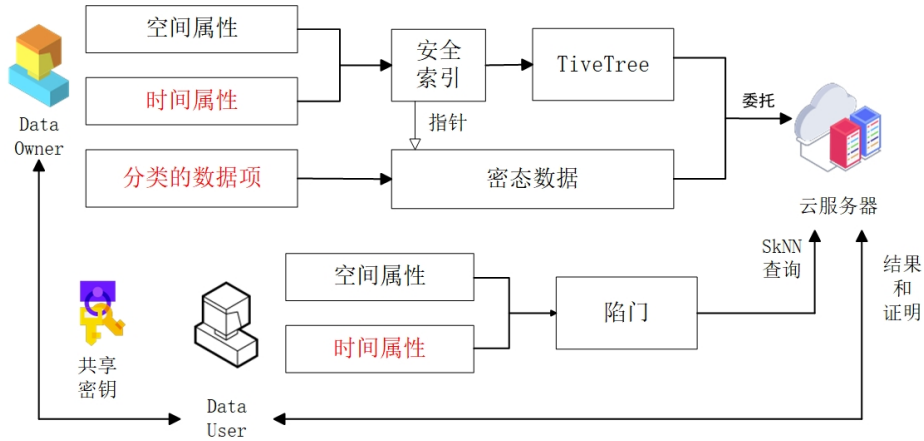 空间属性
时间属性
分类的数据项
Data
Owner
安全
索引
TiveTree
指针
密态数据
委托
云服务器
SkNN
查询
结果
和
证明
空间属性
时间属性
陷门
共享
密钥
Data
User